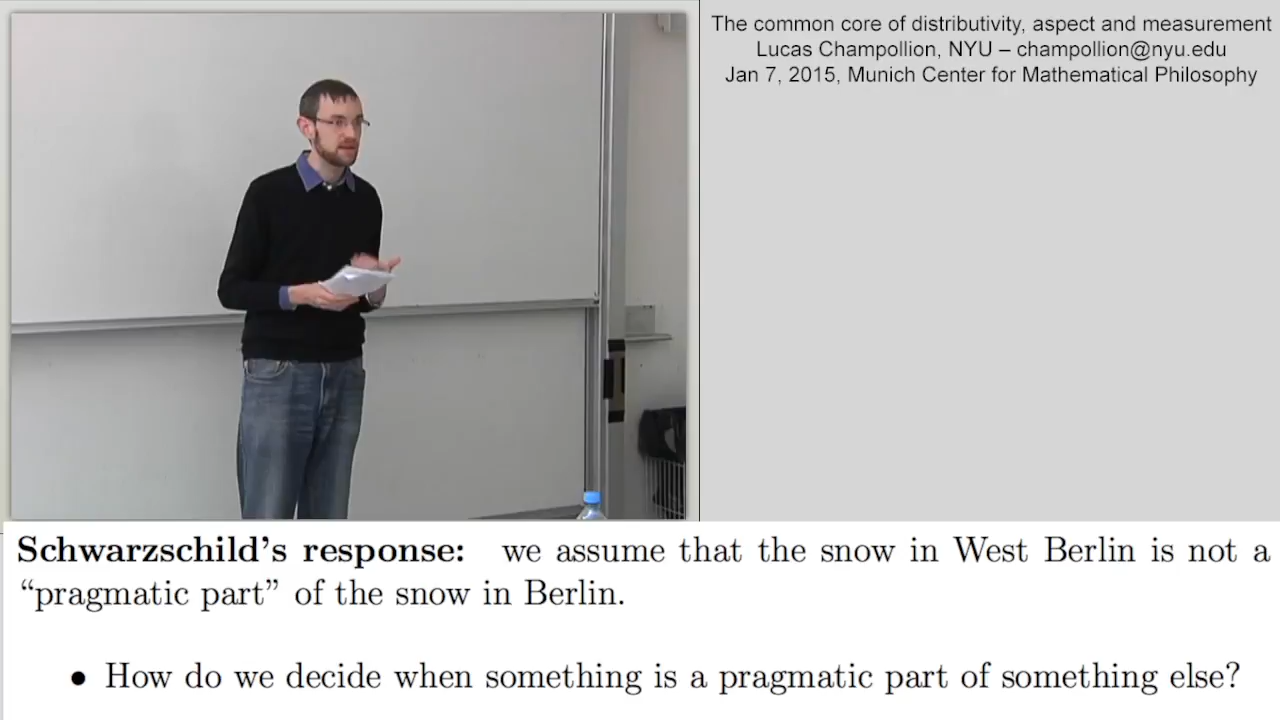 The common core of distributivity, aspect and measurement
Lucas Champollion, NYU – champollion@nyu.edu
Jan 7, 2015, Munich Center for Mathematical Philosophy
Schwarzschild's response: we assume that the snow in West Berlin is not a
“pragmatic part” of the snow in Berlin.
• How do we decide when something is a pragmatic part of something else?